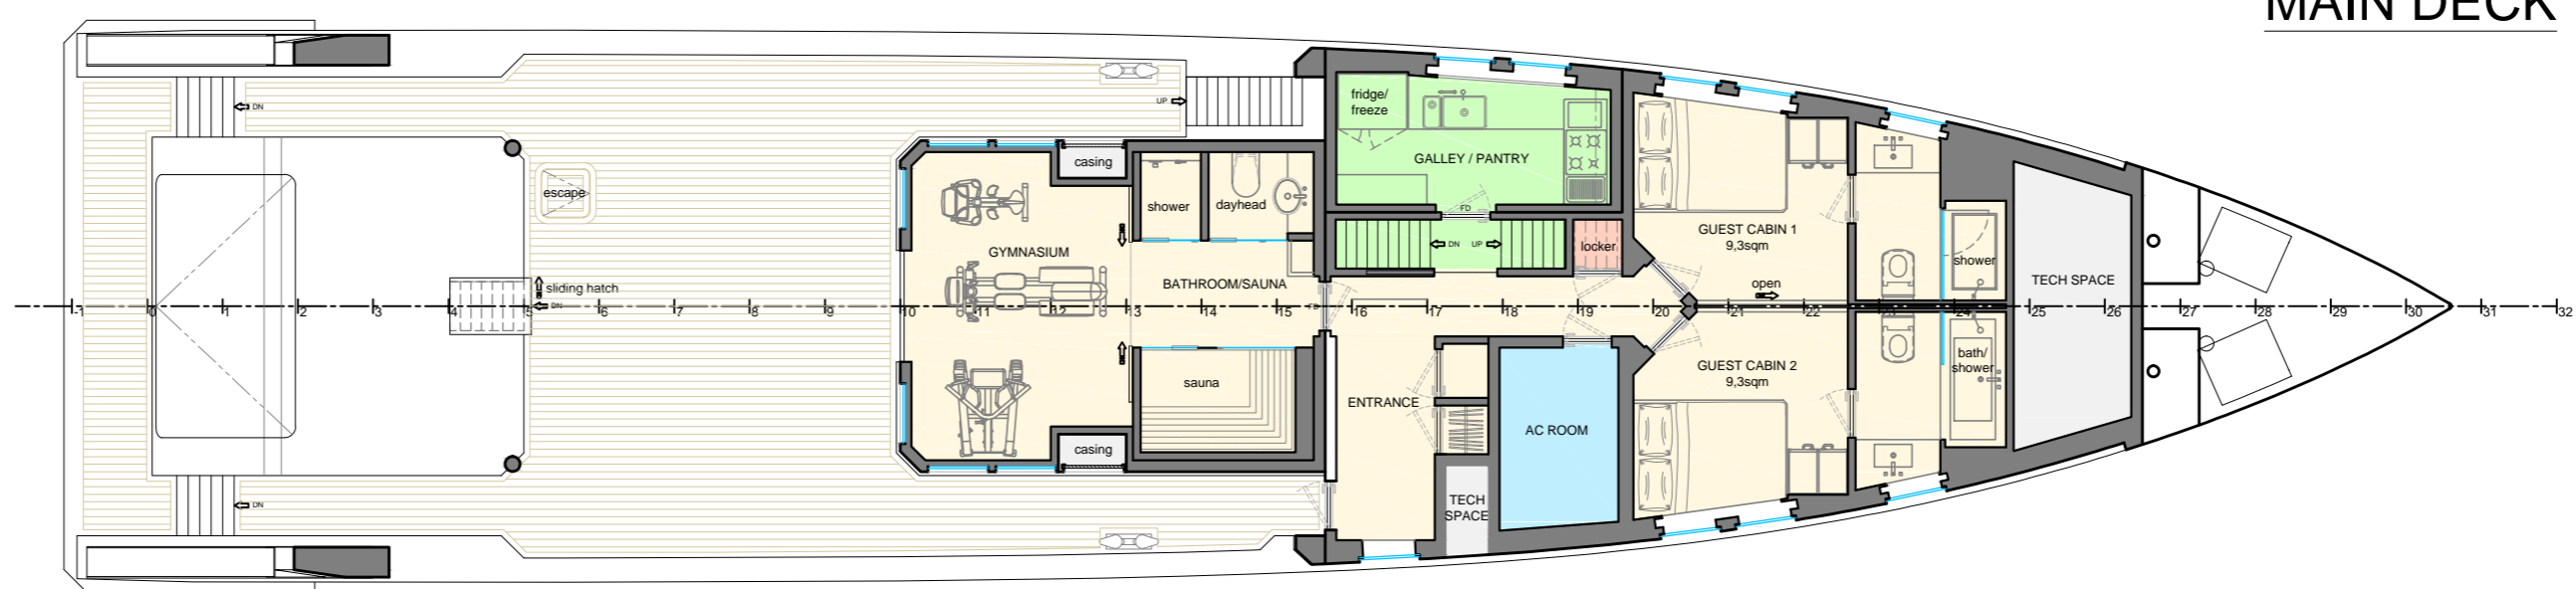 MAIN DECK
DN
UP
fridge/
freeze
GALLEY / PANTRY
casing
escape
shower
dayhead
FD
GYMNASIUM
DN UP
locker
GUEST CABIN 1
9,3sqm
shower
TECH SPACE
sliding hatch
DN
BATHROOM/SAUNA
FD
open
-1 0 1 2 3 4 5 6 7 8 9 10 11 12 13 14 15 16 17 18 19 20 21 22 23 24 25 26 27 28 29 30 31 32
sauna
ENTRANCE
GUEST CABIN 2
9,3sqm
bath/
shower
AC ROOM
casing
TECH
SPACE
DN